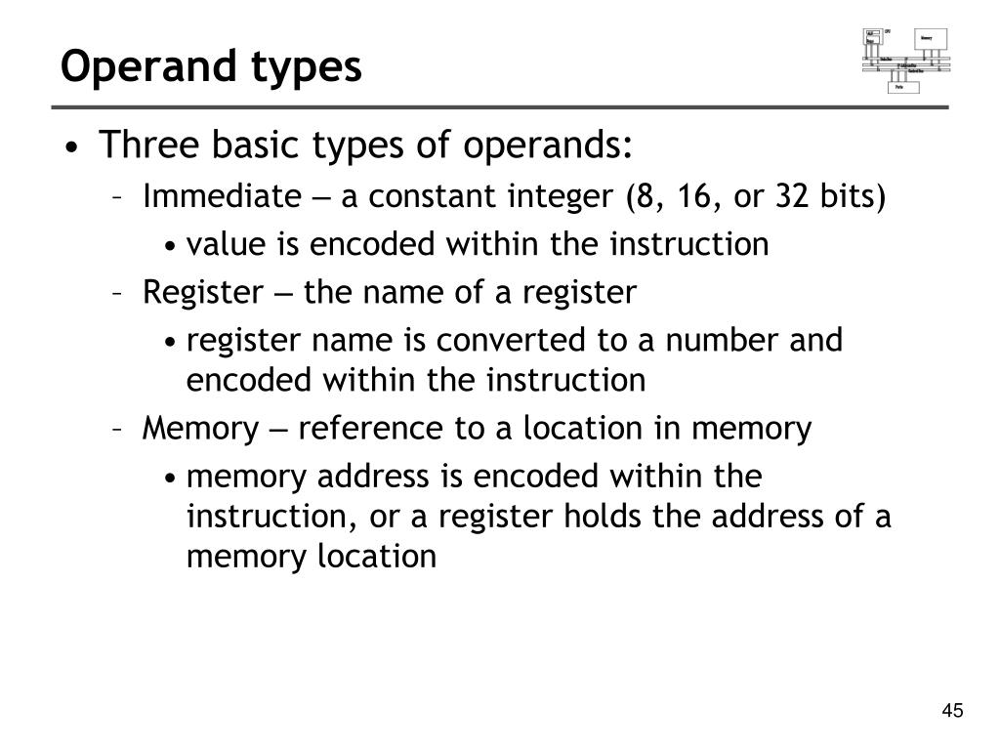 Operand types
CPU
Memory
Ports
• Three basic types of operands:
– Immediate – a constant integer (8, 16, or 32 bits)
• value is encoded within the instruction
– Register – the name of a register
• register name is converted to a number and
encoded within the instruction
– Memory – reference to a location in memory
• memory address is encoded within the
instruction, or a register holds the address of a
memory location
45